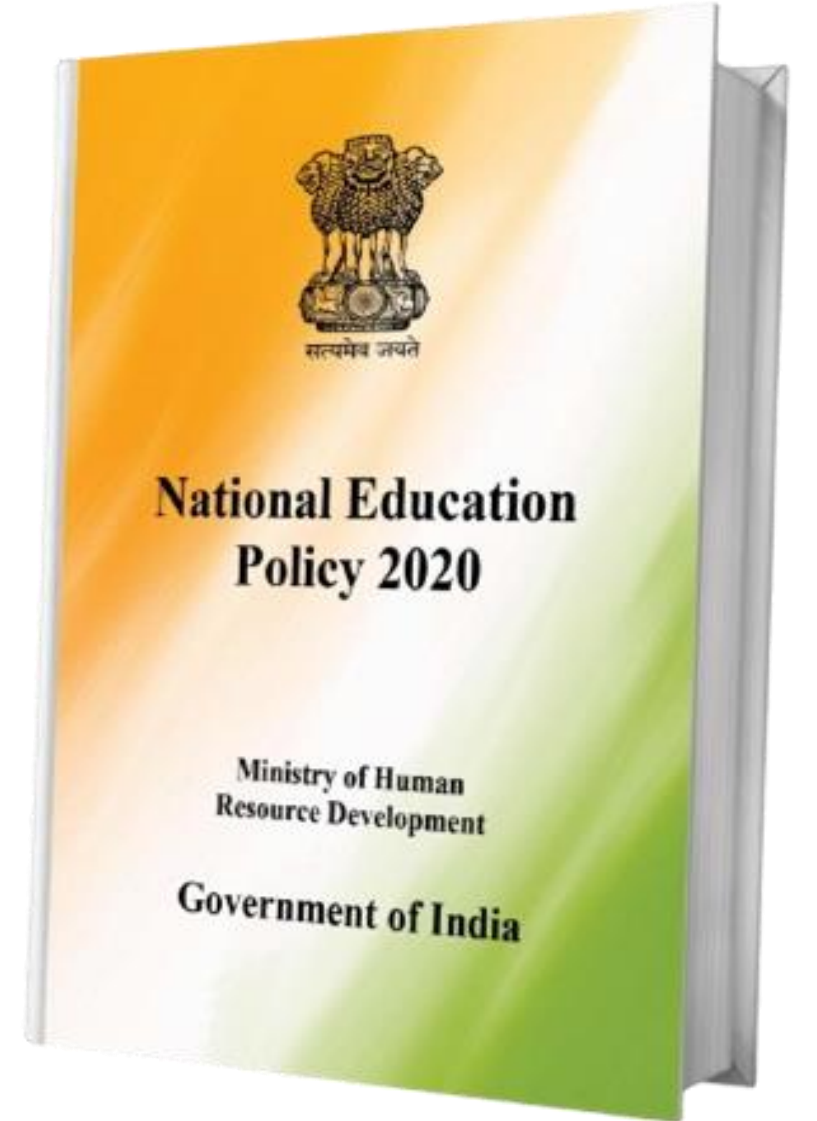 सत्यमेव जयते
National Education
Policy 2020
Ministry of Human
Resource Development
Government of India